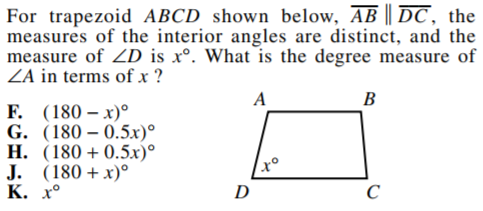 For trapezoid ABCD shown below, AB || DC, the
measures of the interior angles are distinct, and the
measure of ∠D is x°. What is the degree measure of
∠A in terms of x ?
F. (180 – x)°
G. (180 – 0.5x)°
H. (180 + 0.5x)°
J. (180 + x)°
K. x°
A B
x°
D C